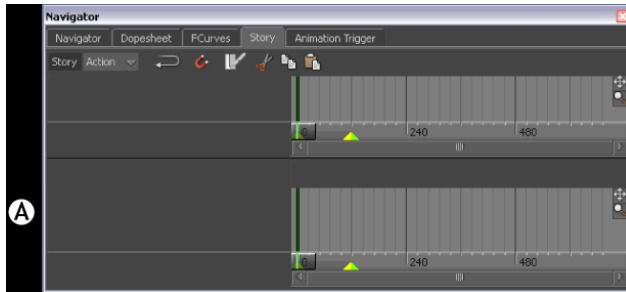 Navigator
Navigator Dopesheet FCurves Story Animation Trigger
Story Action
0 240 480
A
0 240 480